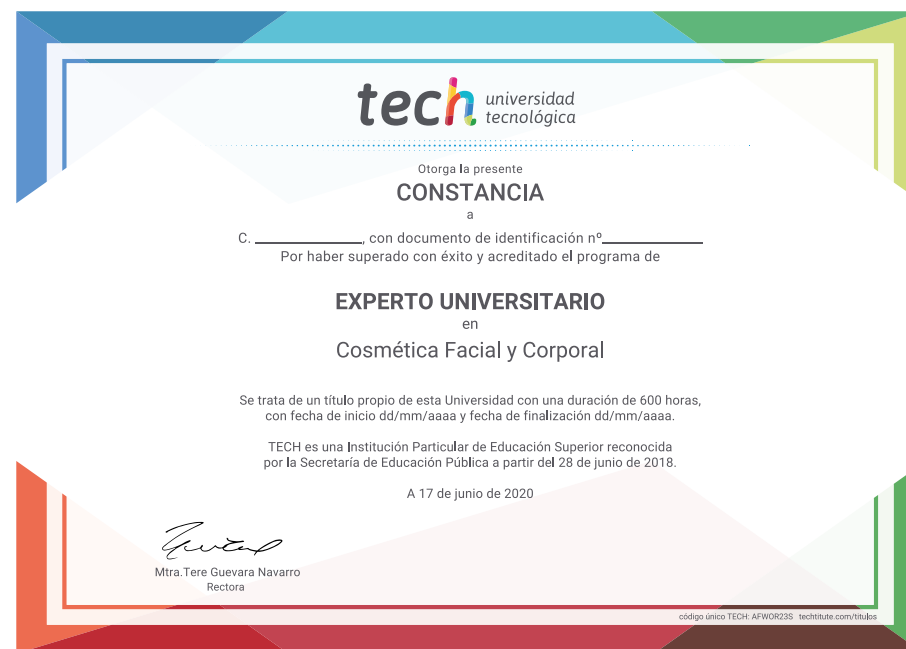 tech universidad
tecnológica
Otorga la presente
CONSTANCIA
a
C. ______________, con documento de identificación nº_____________
Por haber superado con éxito y acreditado el programa de
EXPERTO UNIVERSITARIO
en
Cosmética Facial y Corporal
Se trata de un título propio de esta Universidad con una duración de 600 horas,
con fecha de inicio dd/mm/aaaa y fecha de finalización dd/mm/aaaa.
TECH es una Institución Particular de Educación Superior reconocida
por la Secretaría de Educación Pública a partir del 28 de junio de 2018.
A 17 de junio de 2020
Mtra.Tere Guevara Navarro
Rectora
código único TECH: AFWOR23S techtitute.com/titulos